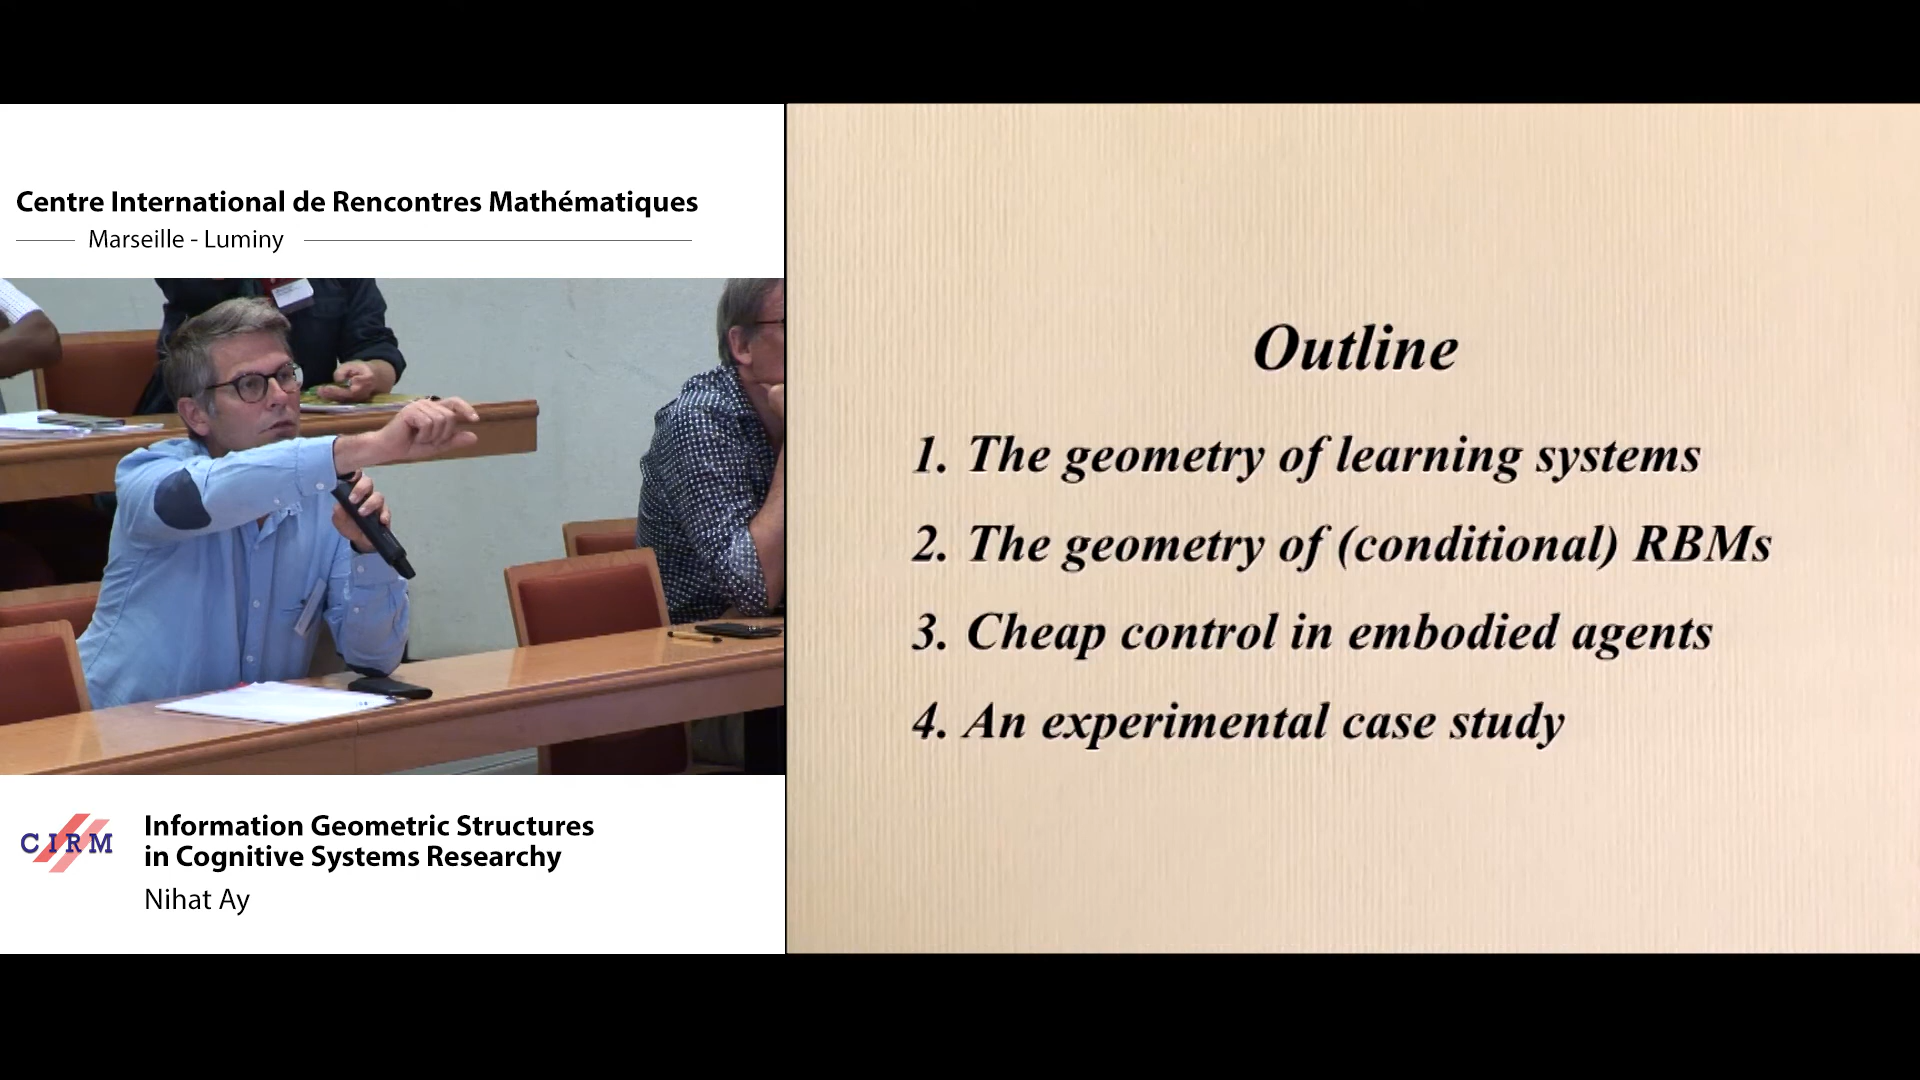 Centre International de Rencontres Mathématiques
Marseille - Luminy
CIRM
Information Geometric Structures
in Cognitive Systems Researchy
Nihat Ay
Outline
1. The geometry of learning systems
2. The geometry of (conditional) RBMs
3. Cheap control in embodied agents
4. An experimental case study